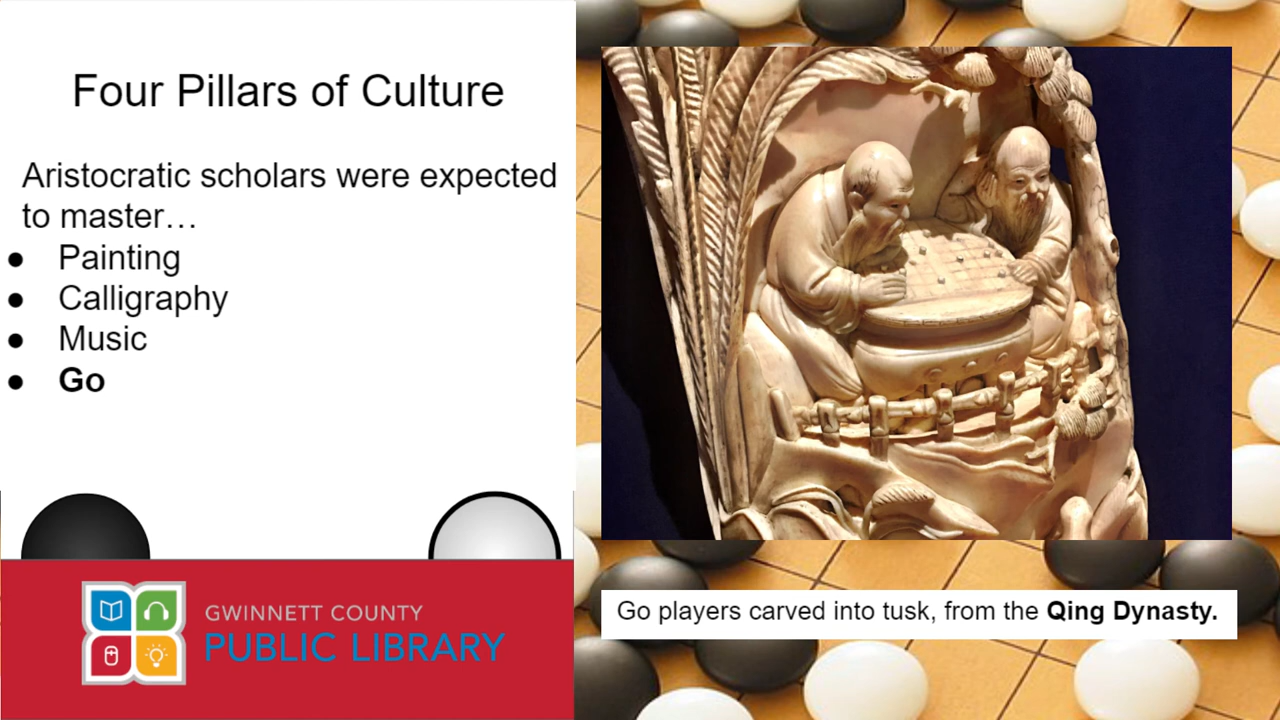 Four Pillars of Culture
Aristocratic scholars were expected
to master…
● Painting
● Calligraphy
● Music
● Go
GWINNETT COUNTY
PUBLIC LIBRARY
Go players carved into tusk, from the Qing Dynasty.